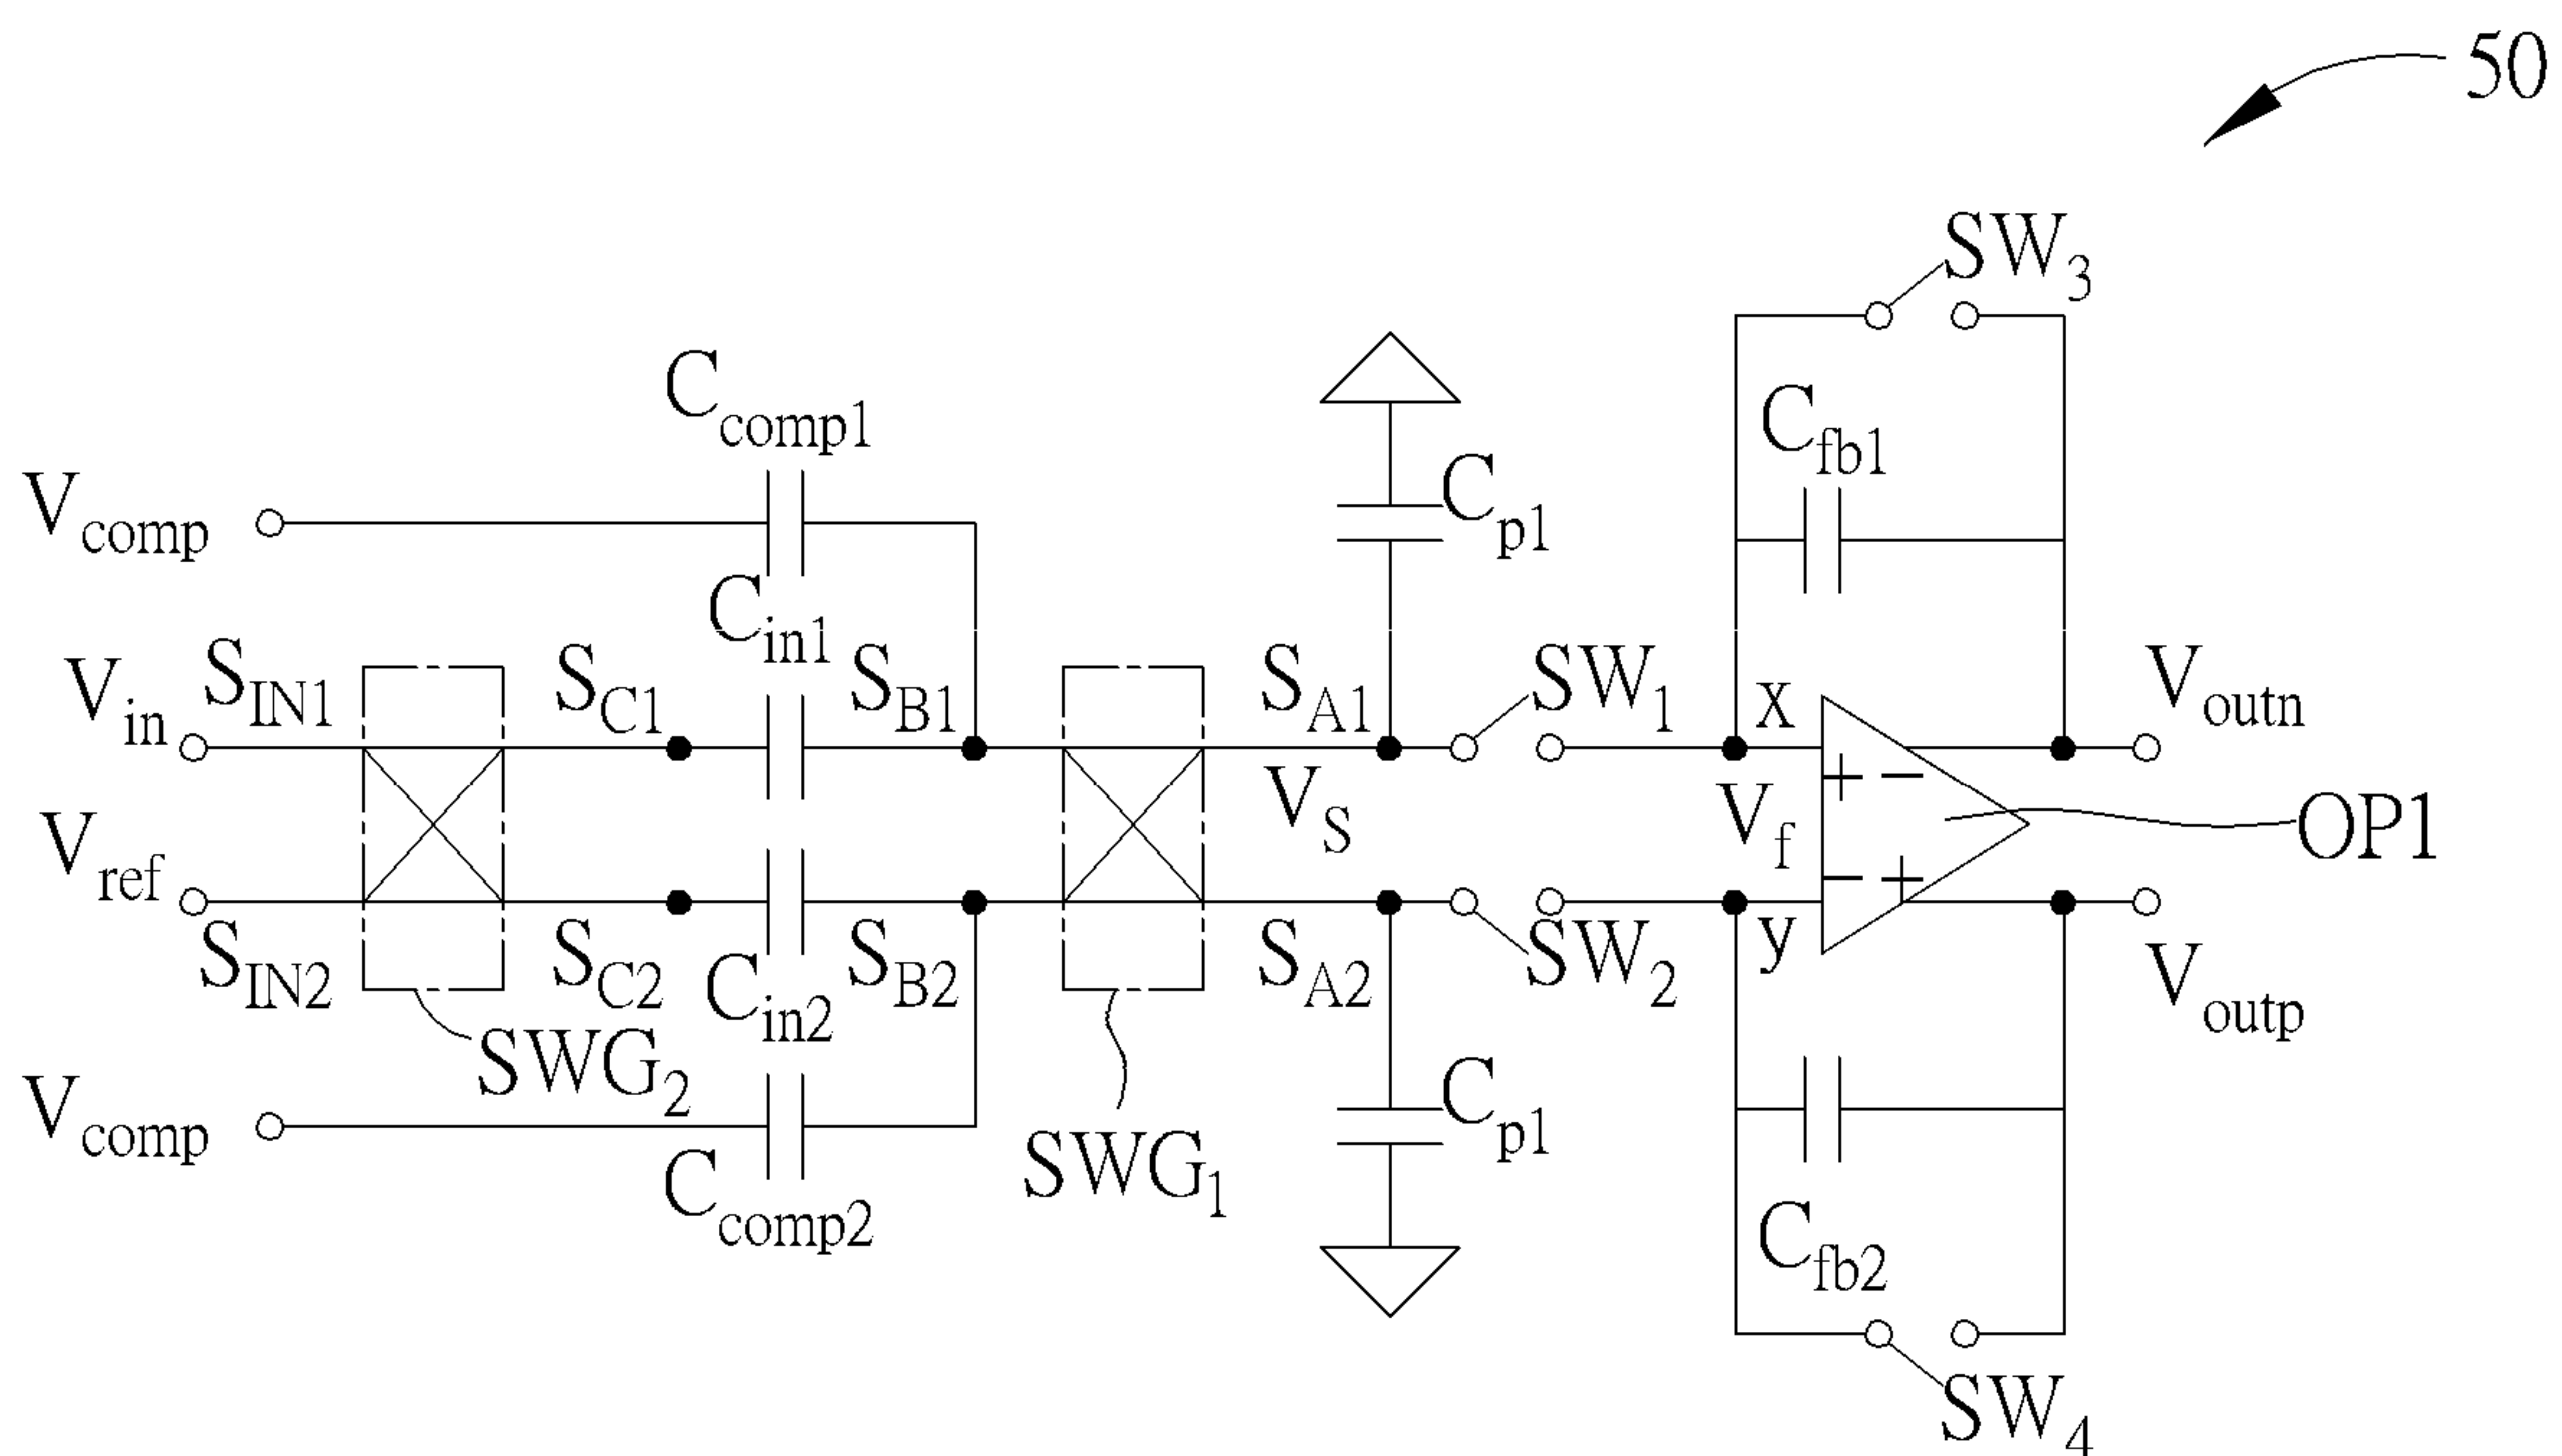 50
SW3
Ccomp1
Cfb1
Vcomp
Cp1
Cin1
Vin
SIN1
SC1
SB1
SA1
SW1
x
Voutn
+
−
VS
Vf
OP1
Vref
−
+
SIN2
SC2
Cin2
SB2
SA2
SW2
y
Voutp
SWG2
Vcomp
Cp1
Ccomp2
SWG1
Cfb2
SW4